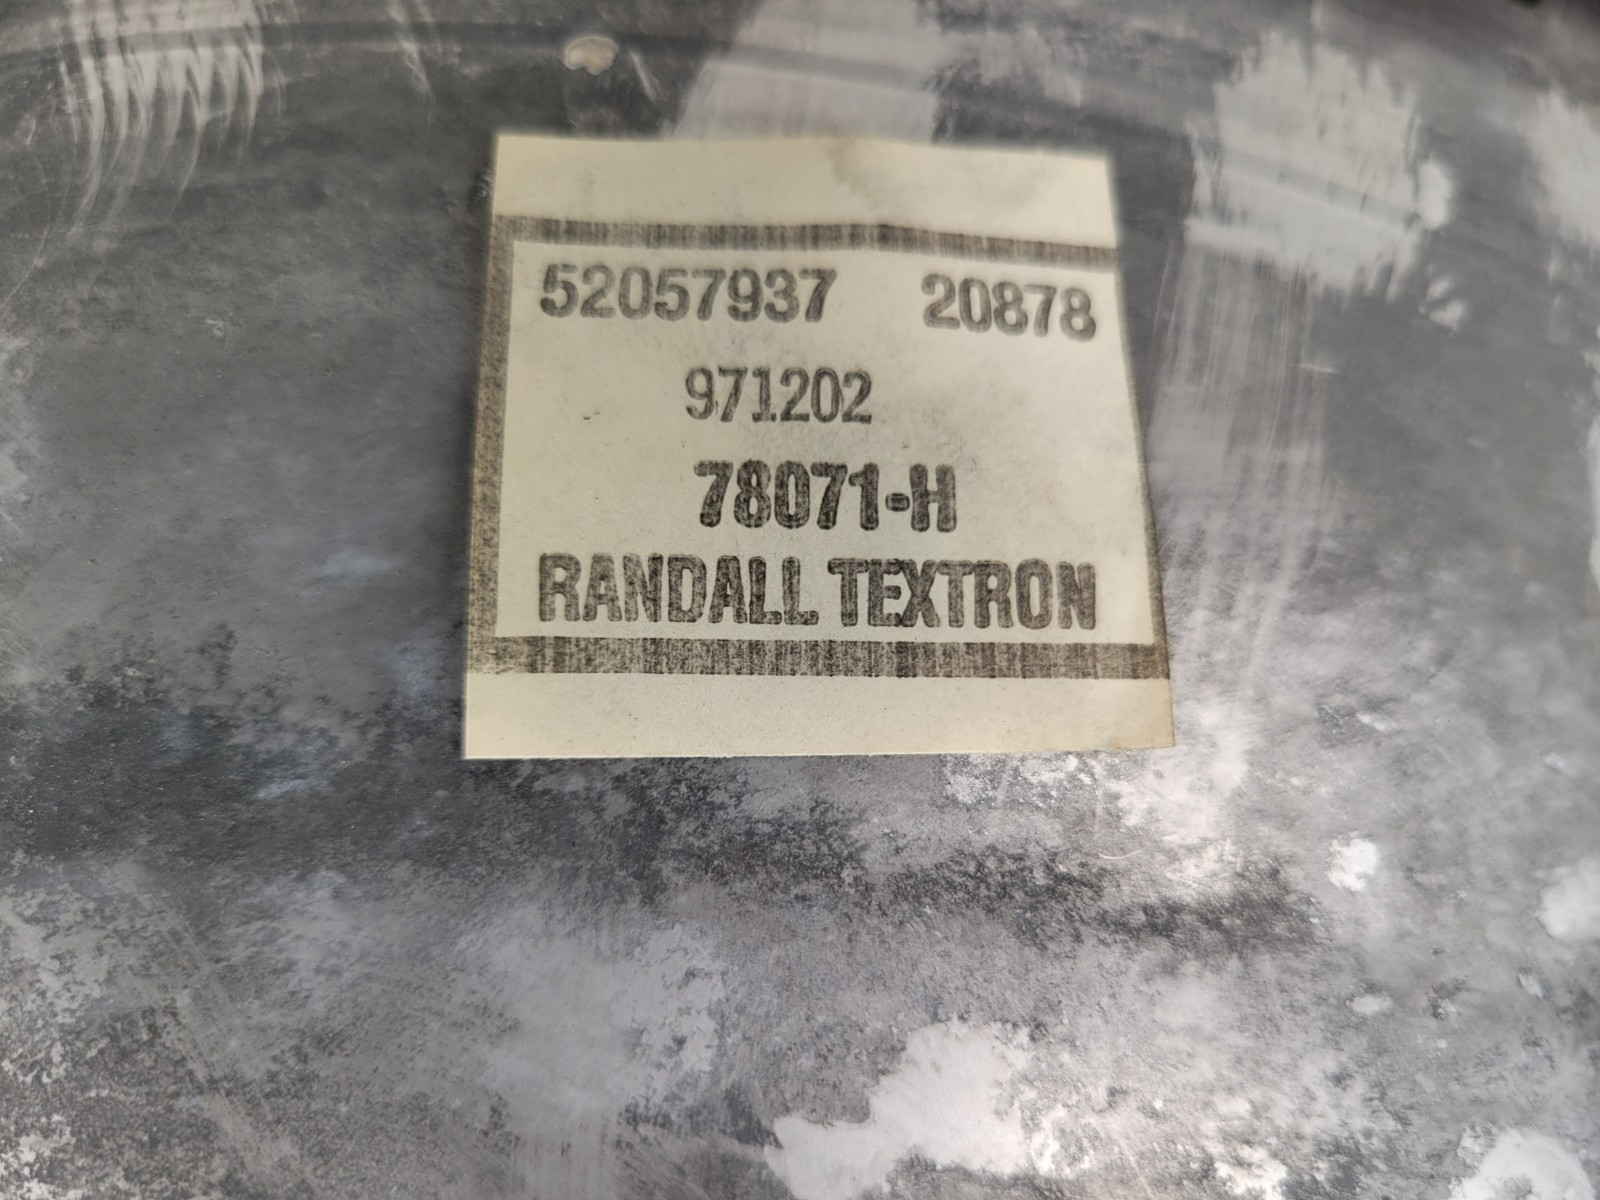 52057937 20878
971202
78071-H
RANDALL TEXTRON